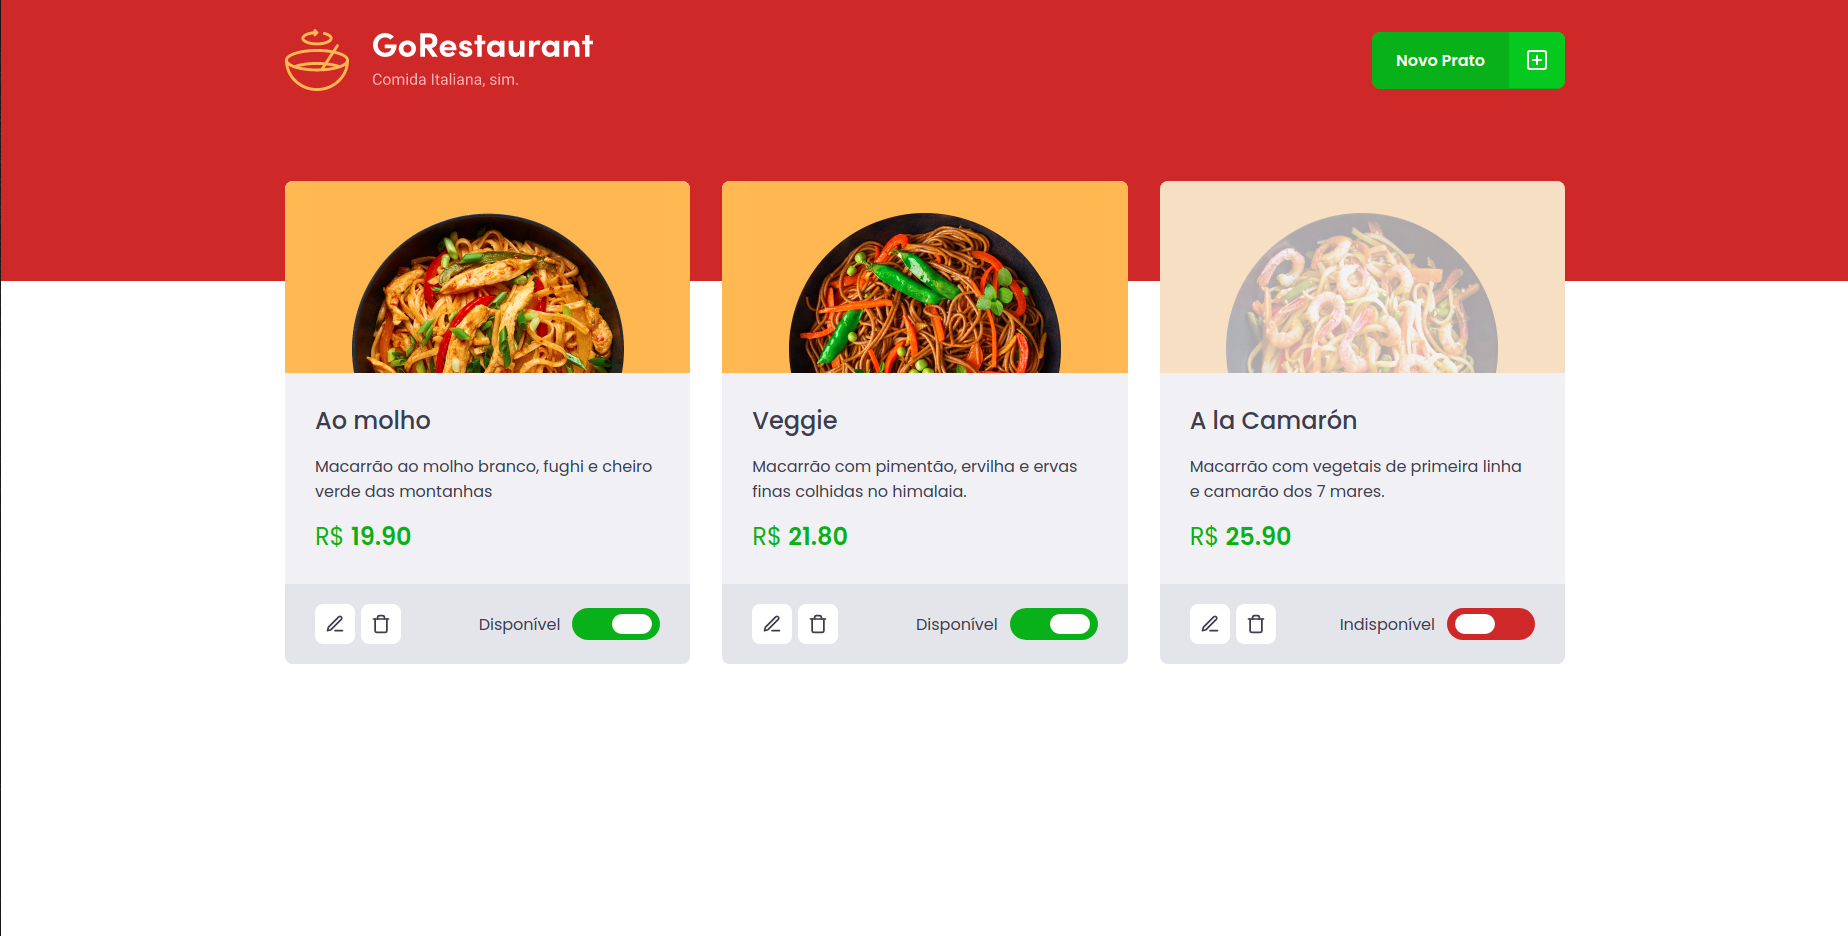 GoRestaurant
Comida Italiana, sim.
Novo Prato
Ao molho
Macarrão ao molho branco, fughi e cheiro
verde das montanhas
R$ 19.90
Disponível
Veggie
Macarrão com pimentão, ervilha e ervas
finas colhidas no himalaia.
R$ 21.80
Disponível
A la Camarón
Macarrão com vegetais de primeira linha
e camarão dos 7 mares.
R$ 25.90
Indisponível